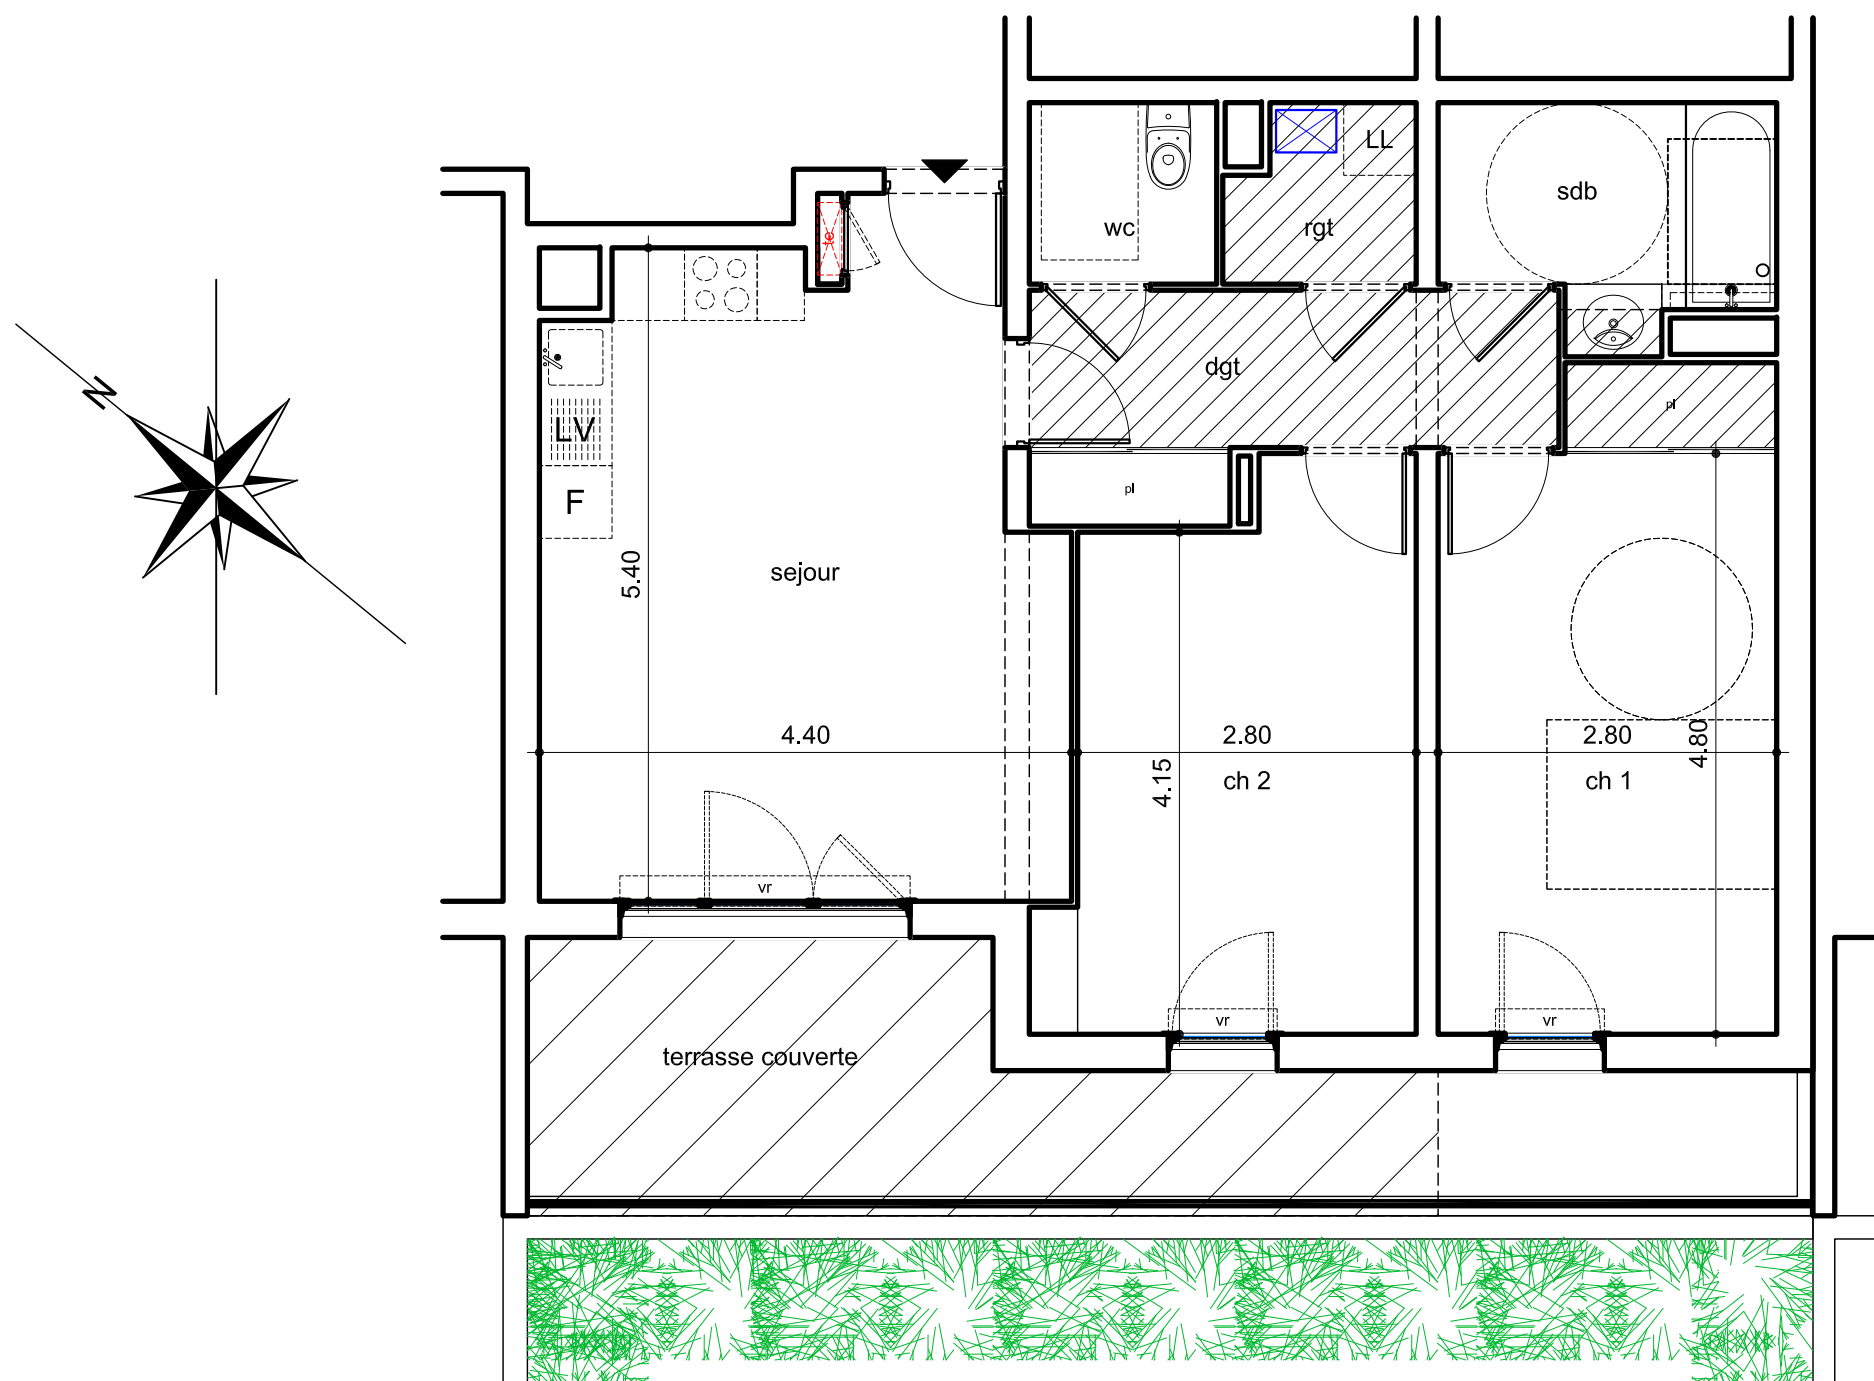 LL
sdb
wc
rgt
te
N
dgt
pl
LV
F
pl
sejour
5.40
4.40
2.80
2.80
4.80
4.15
ch 2
ch 1
vr
vr
vr
terrasse couverte